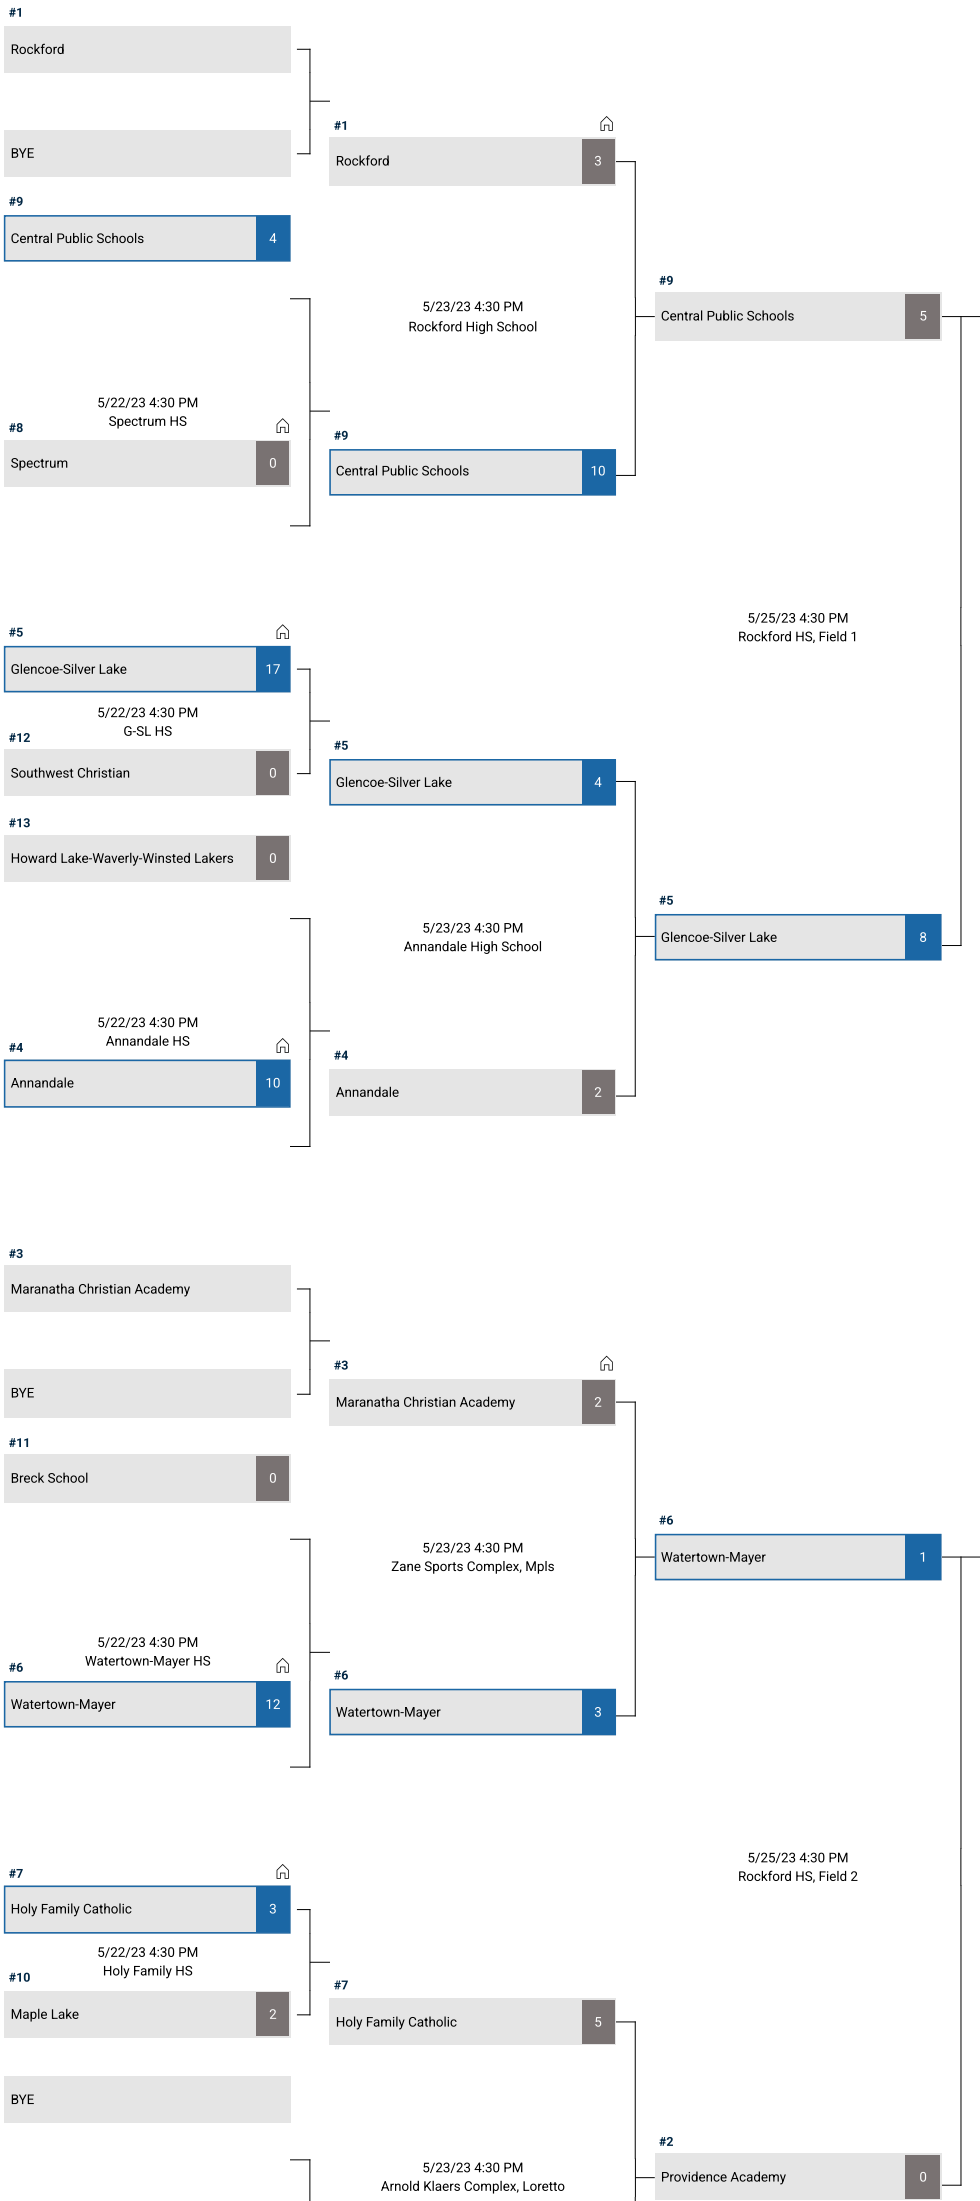 #1
Rockford
BYE
#9
Central Public Schools 4
5/22/23 4:30 PM
Spectrum HS
#8
Spectrum 0
#5
Glencoe-Silver Lake 17
5/22/23 4:30 PM
G-SL HS
#12
Southwest Christian 0
#13
Howard Lake-Waverly-Winsted Lakers 0
5/22/23 4:30 PM
Annandale HS
#4
Annandale 10
#3
Maranatha Christian Academy
BYE
#11
Breck School 0
5/22/23 4:30 PM
Watertown-Mayer HS
#6
Watertown-Mayer 12
#7
Holy Family Catholic 3
5/22/23 4:30 PM
Holy Family HS
#10
Maple Lake 2
BYE
#1
Rockford 3
5/23/23 4:30 PM
Rockford High School
#9
Central Public Schools 10
#5
Glencoe-Silver Lake 4
5/23/23 4:30 PM
Annandale High School
#4
Annandale 2
#3
Maranatha Christian Academy 2
5/23/23 4:30 PM
Zane Sports Complex, Mpls
#6
Watertown-Mayer 3
#7
Holy Family Catholic 5
5/23/23 4:30 PM
Arnold Klaers Complex, Loretto
#9
Central Public Schools 5
5/25/23 4:30 PM
Rockford HS, Field 1
#5
Glencoe-Silver Lake 8
#6
Watertown-Mayer 1
5/25/23 4:30 PM
Rockford HS, Field 2
#2
Providence Academy 0